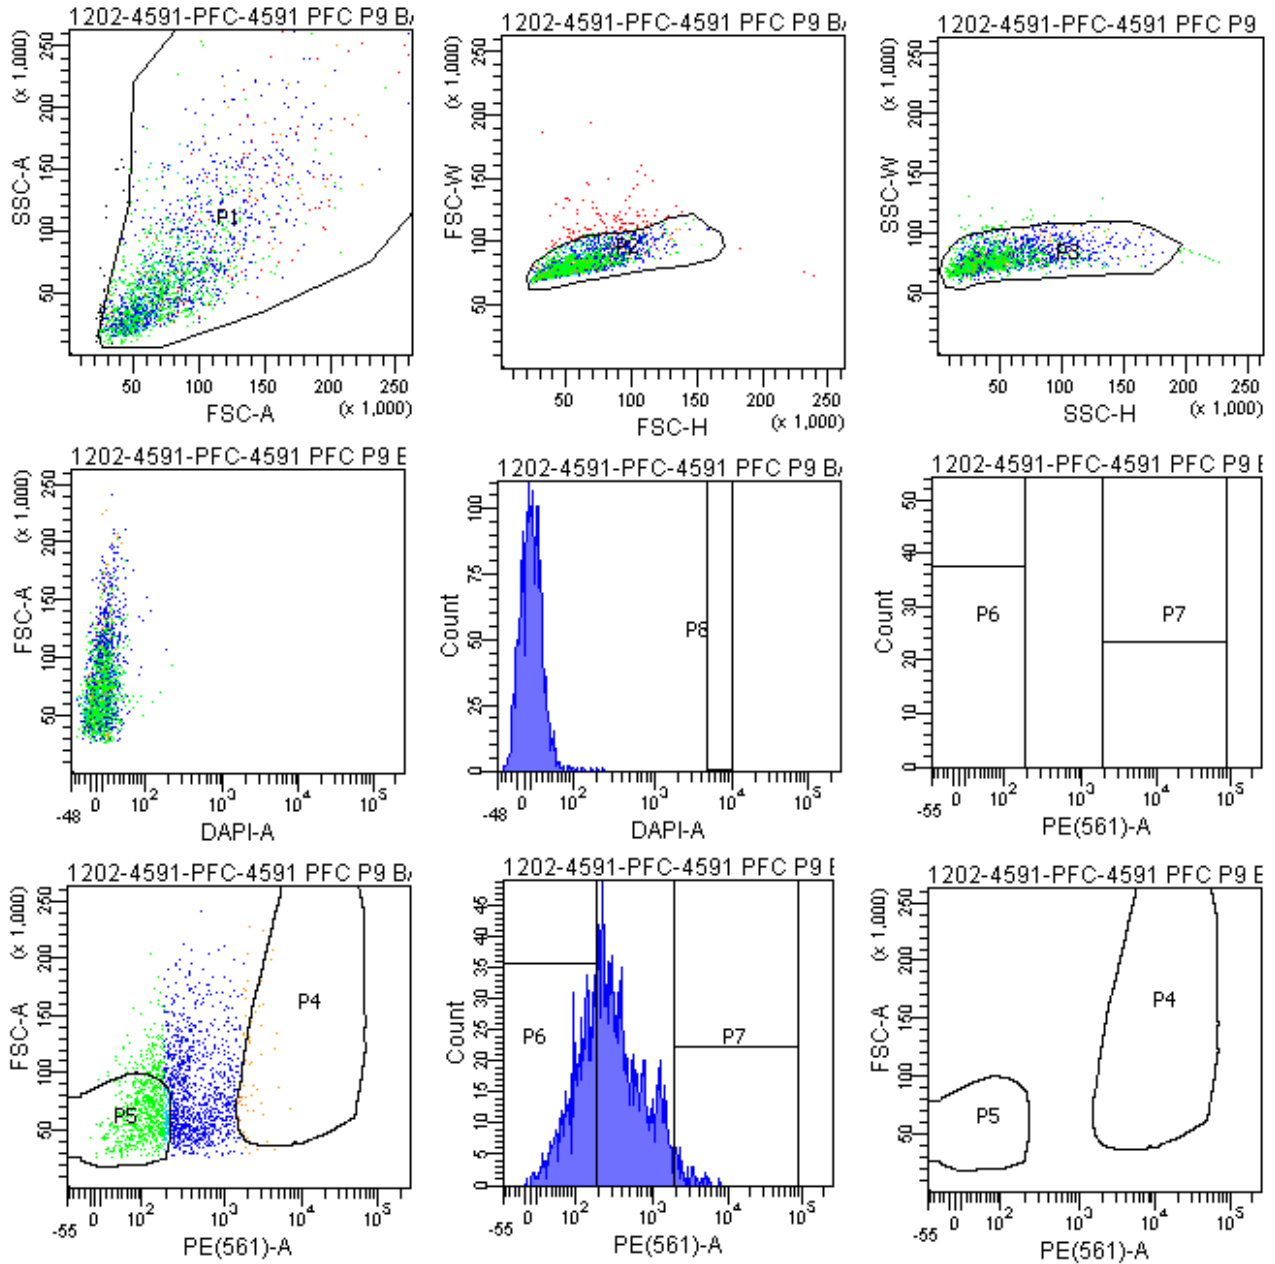 1202-4591-PFC-4591 PFC P9 B
1202-4591-PFC-4591 PFC P9 B
1202-4591-PFC-4591 PFC P9
(x 1,000)
SSC-A
50 100 150 200 250
P1
50 100 150 200 250
FSC-A
(x 1,000)
(x 1,000)
FSC-W
50 100 150 200 250
50 100 150 200 250
FSC-H
(x 1,000)
(x 1,000)
SSC-W
50 100 150 200 250
P3
50 100 150 200 250
SSC-H
(x 1,000)
1202-4591-PFC-4591 PFC P9
1202-4591-PFC-4591 PFC P9 B
1202-4591-PFC-4591 PFC P9
(x 1,000)
FSC-A
50 100 150 200 250
-48 0 10^2 10^3 10^4 10^5
DAPI-A
Count
0 25 50 75 100
P8
-48 0 10^2 10^3 10^4 10^5
DAPI-A
Count
0 10 20 30 40 50
P6
P7
-55 0 10^2 10^3 10^4 10^5
PE(561)-A
1202-4591-PFC-4591 PFC P9 B
1202-4591-PFC-4591 PFC P9
1202-4591-PFC-4591 PFC P9
(x 1,000)
FSC-A
50 100 150 200 250
P4
P5
-55 0 10^2 10^3 10^4 10^5
PE(561)-A
Count
0 5 10 15 20 25 30 35 40 45
P6
P7
-55 0 10^2 10^3 10^4 10^5
PE(561)-A
(x 1,000)
FSC-A
50 100 150 200 250
P4
P5
-55 0 10^2 10^3 10^4 10^5
PE(561)-A